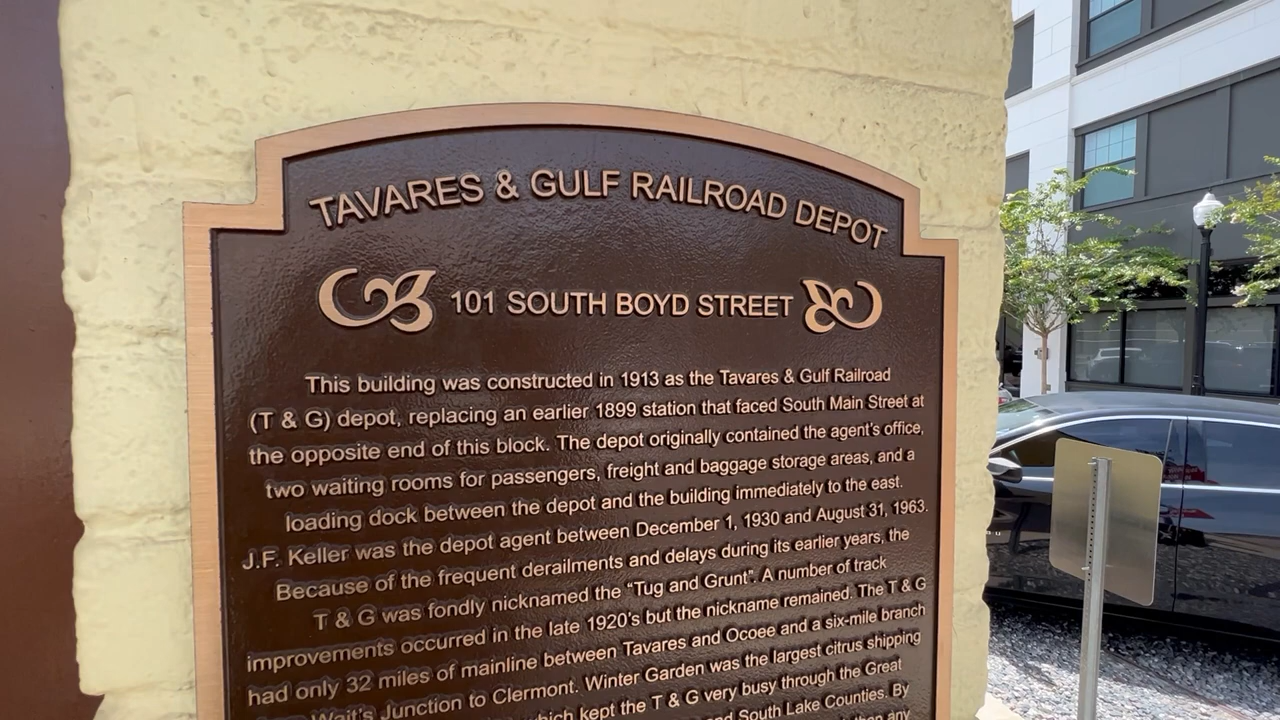 TAVARES & GULF RAILROAD DEPOT
101 SOUTH BOYD STREET
This building was constructed in 1913 as the Tavares & Gulf Railroad
(T & G) depot, replacing an earlier 1899 station that faced South Main Street at
the opposite end of this block. The depot originally contained the agent's office,
two waiting rooms for passengers, freight and baggage storage areas, and a
loading dock between the depot and the building immediately to the east.
J.F. Keller was the depot agent between December 1, 1930 and August 31, 1963.
Because of the frequent derailments and delays during its earlier years, the
T & G was fondly nicknamed the "Tug and Grunt". A number of track
improvements occurred in the late 1920's but the nickname remained. The T & G
had only 32 miles of mainline between Tavares and Ocoee and a six-mile branch
Wait's Junction to Clermont. Winter Garden was the largest citrus shipping
which kept the T & G very busy through the Great
South Lake Counties. By
than any